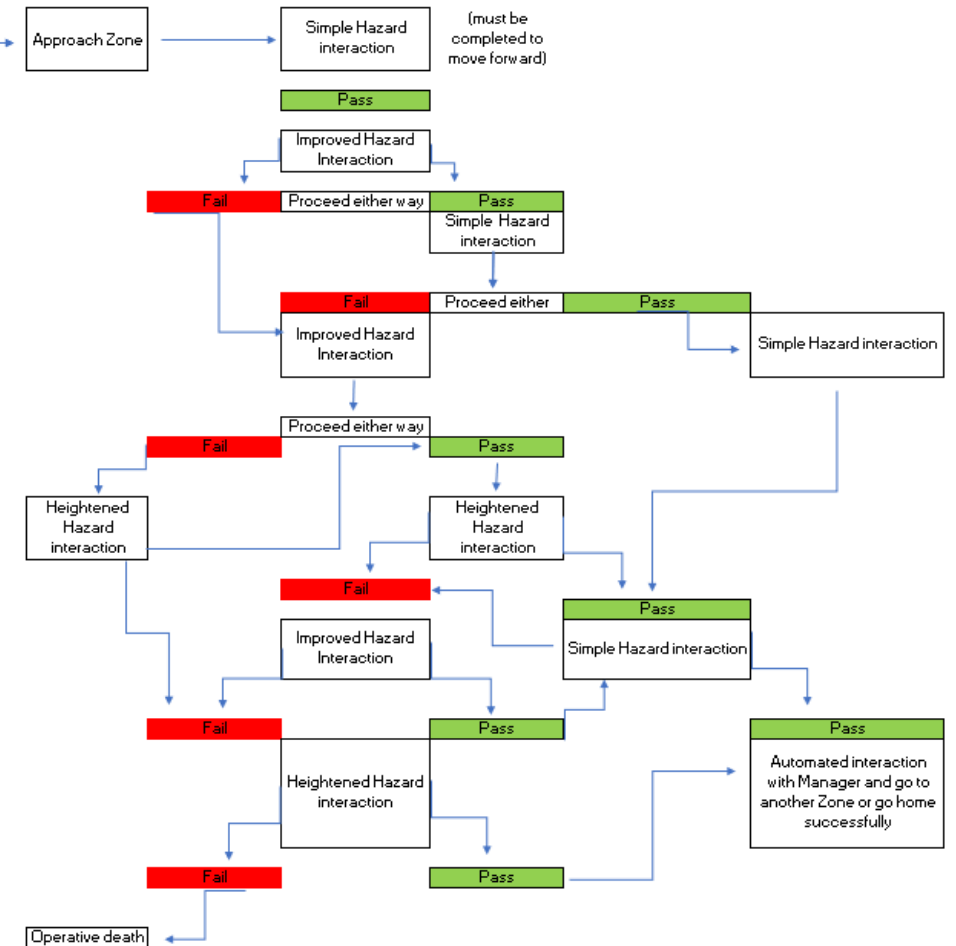 Approach Zone
Simple Hazard
interaction
(must be
completed to
move forward)
Pass
Improved Hazard
Interaction
Fail
Proceed either way
Pass
Simple Hazard
interaction
Fail
Proceed either
Pass
Improved Hazard
Interaction
Simple Hazard interaction
Proceed either way
Fail
Pass
Heightened
Hazard
interaction
Heightened
Hazard
interaction
Fail
Pass
Improved Hazard
Interaction
Simple Hazard interaction
Fail
Pass
Pass
Heightened Hazard
interaction
Automated interaction
with Manager and go to
another Zone or go home
successfully
Fail
Pass
Operative death